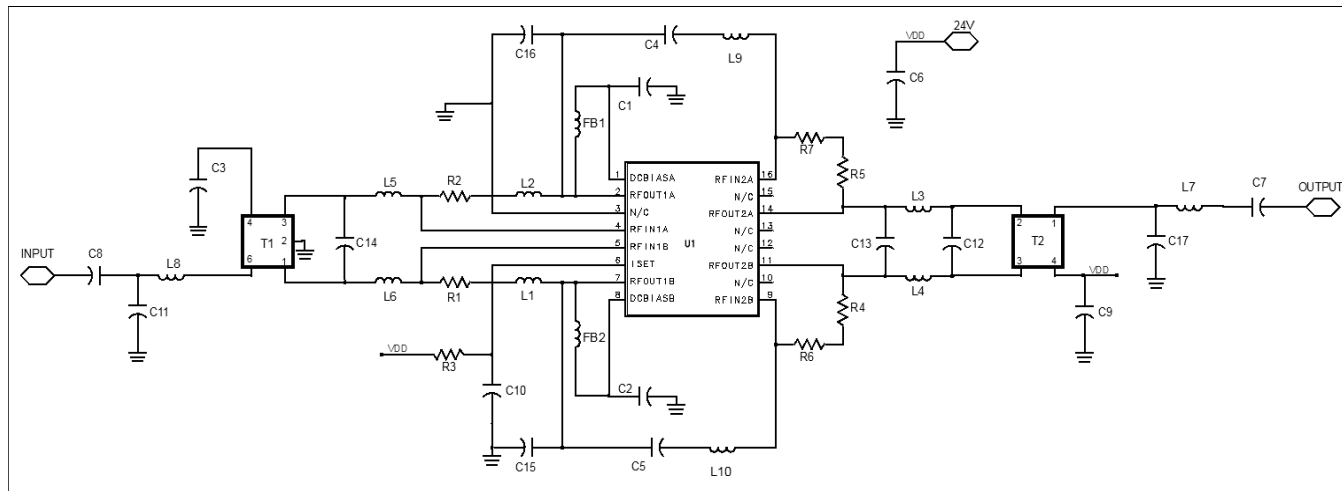 24V
VDD
C16
C4
L9
C6
C1
FB1
R7
C3
R5
L5
R2
L2
1 DCBIASA
2 RFOUT1A
3 N/C
4 RFIN1A
5 RFIN1B
6 ISET
7 RFOUT1B
8 DCBIASB
U1
RFIN2A 16
N/C 15
RFOUT2A 14
N/C 13
N/C 12
RFOUT2B 11
N/C 10
RFIN2B 9
L3
L7
C7
OUTPUT
4 3
T1 2
6 1
C14
C13
C12
2 1
T2
3 4
C17
INPUT
C8
L8
L6
R1
L1
L4
VDD
C11
FB2
R4
C9
VDD
R3
R6
C10
C2
C15
C5
L10